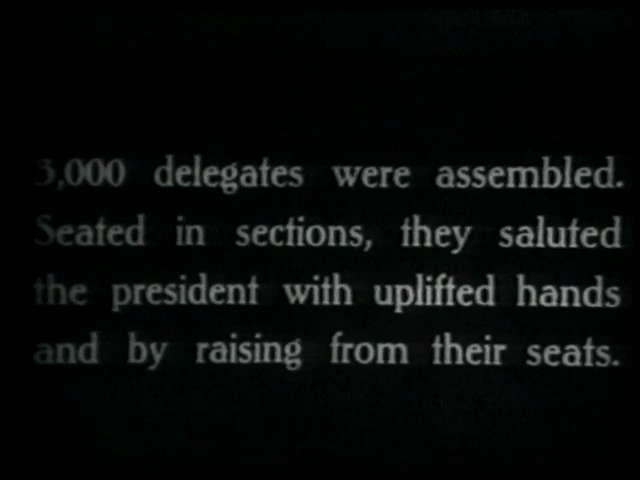 3,000 delegates were assembled.
Seated in sections, they saluted
the president with uplifted hands
and by raising from their seats.